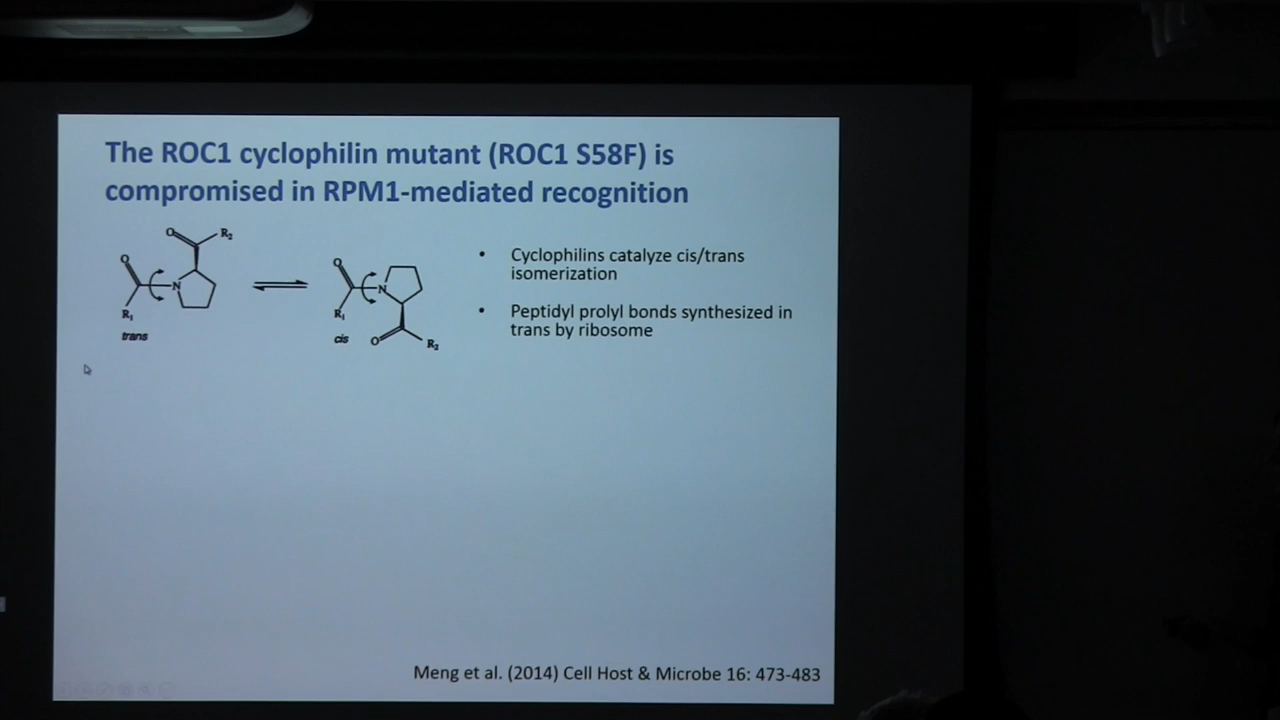 The ROC1 cyclophilin mutant (ROC1 S58F) is
compromised in RPM1-mediated recognition
O
R₂
O
N
R₁
trans
O
N
R₁
cis
O
R₂
• Cyclophilins catalyze cis/trans
isomerization
• Peptidyl prolyl bonds synthesized in
trans by ribosome
Meng et al. (2014) Cell Host & Microbe 16: 473-483